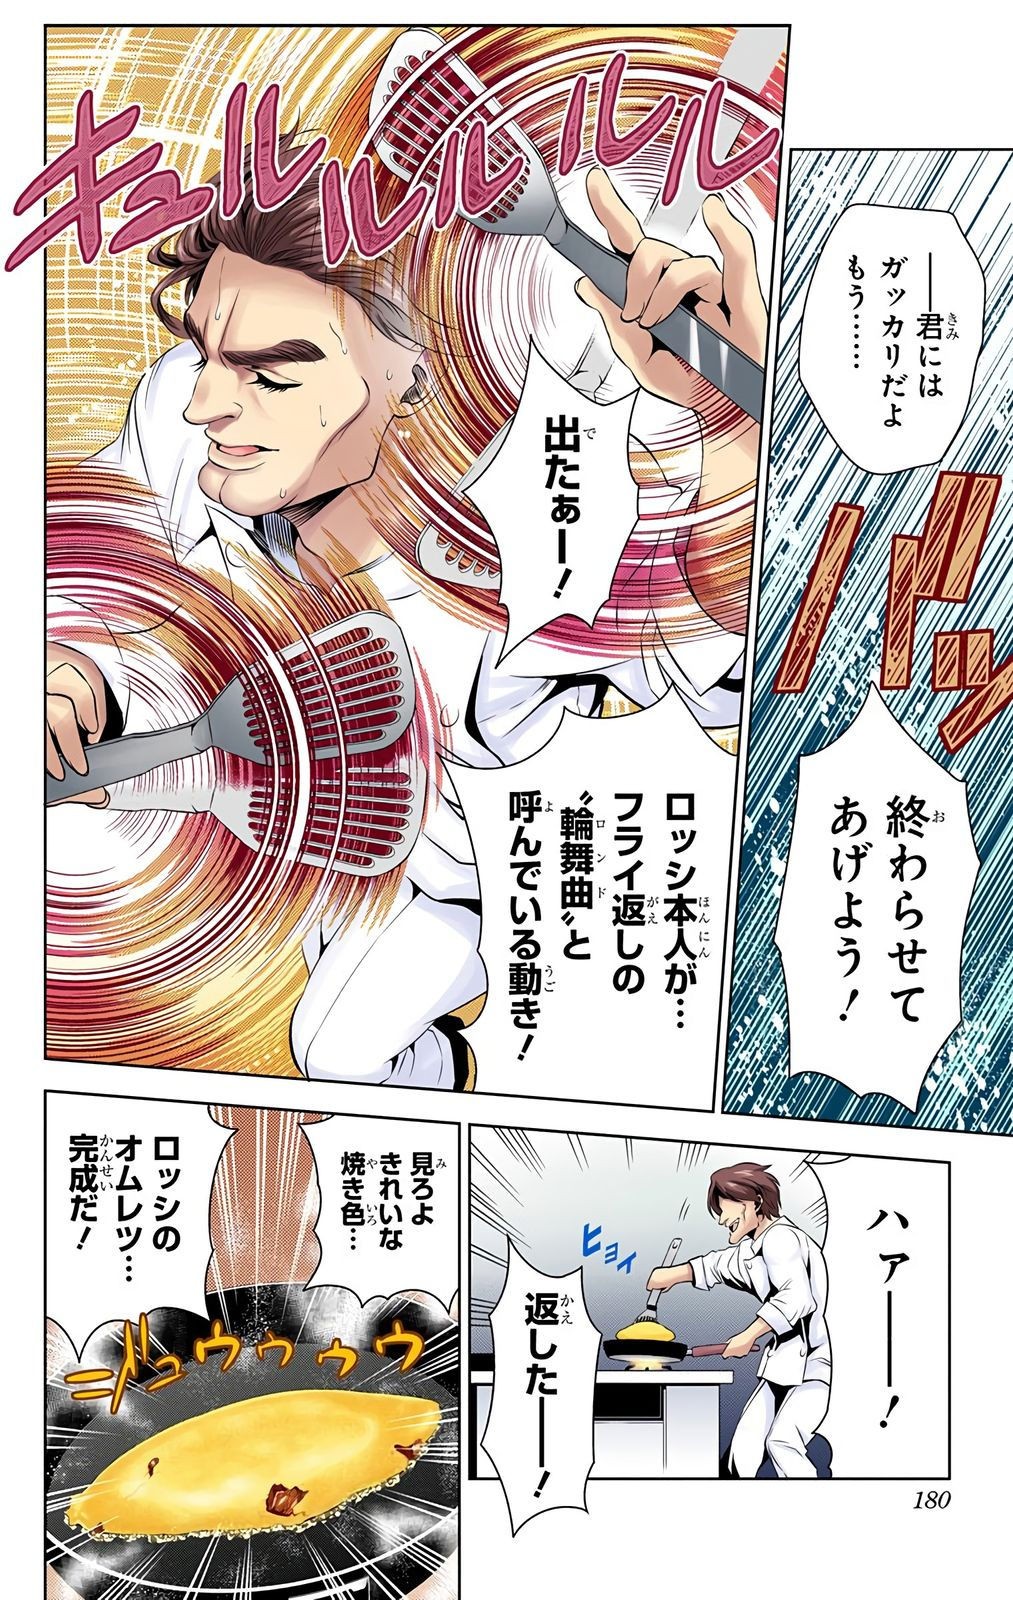 ――君には
ガッカリだよ
もう……
バッ
終わらせて
あげよう！
キュルルルルルルル
出たぁー！
ロッシ本人が…
フライ返しの
〝輪舞曲〟と
呼んでいる動き！
ハァ――！
ヒョイ
返した――！
見ろよ
きれいな
焼き色…
ロッシの
オムレツ…
完成だ！
ジュウゥゥウ
180